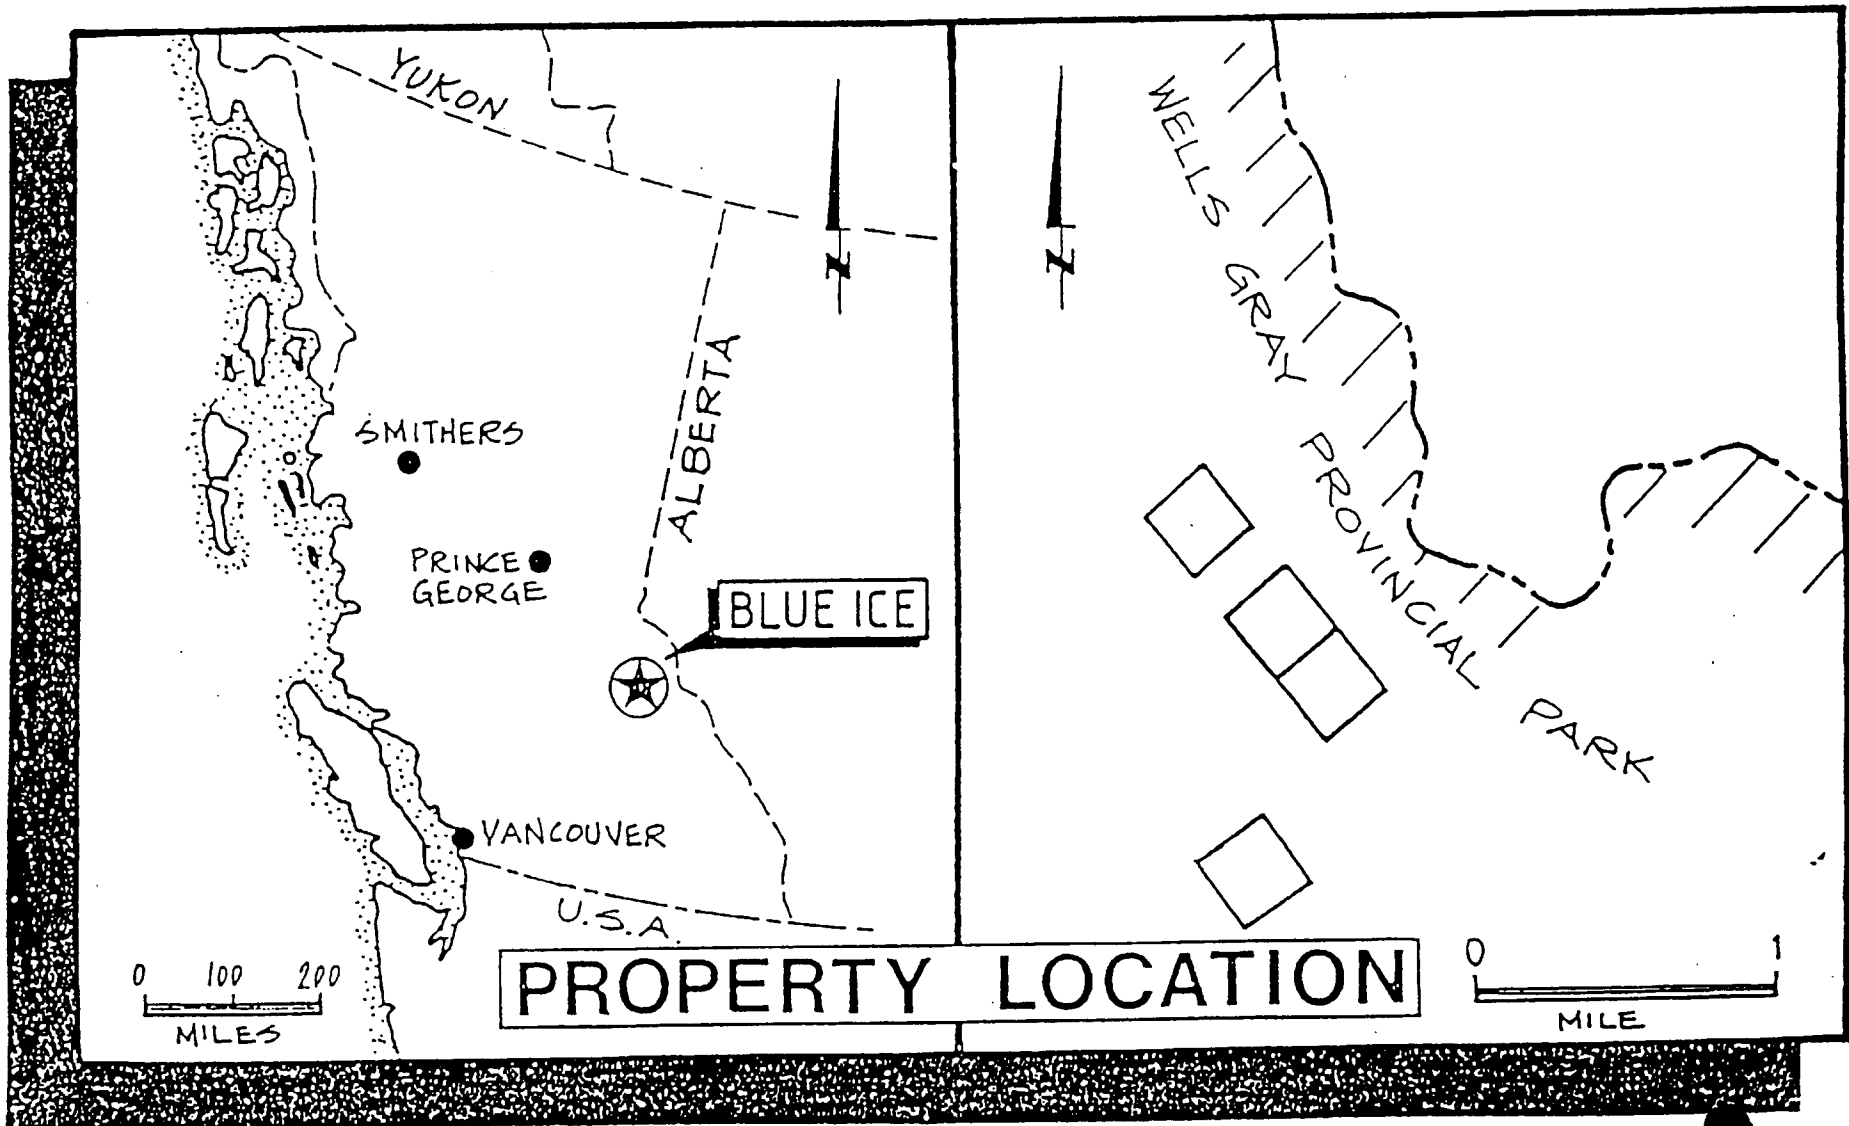 YUKON
N
ALBERTA
SMITHERS
PRINCE
GEORGE
BLUE ICE
VANCOUVER
U.S.A.
0 100 200
MILES
N
WELLS GRAY PROVINCIAL PARK
0 1
MILE
PROPERTY LOCATION